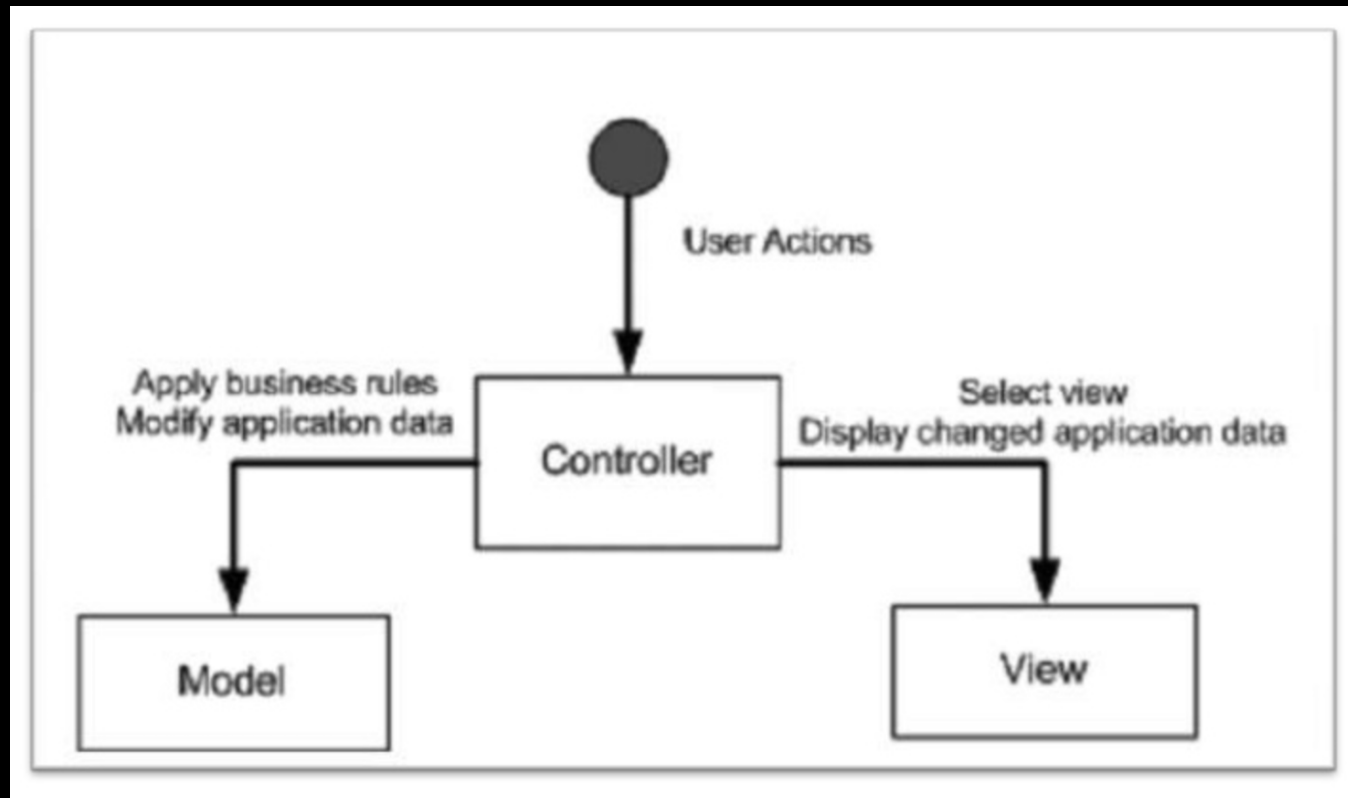 User Actions
Apply business rules
Modify application data
Select view
Display changed application data
Controller
Model
View